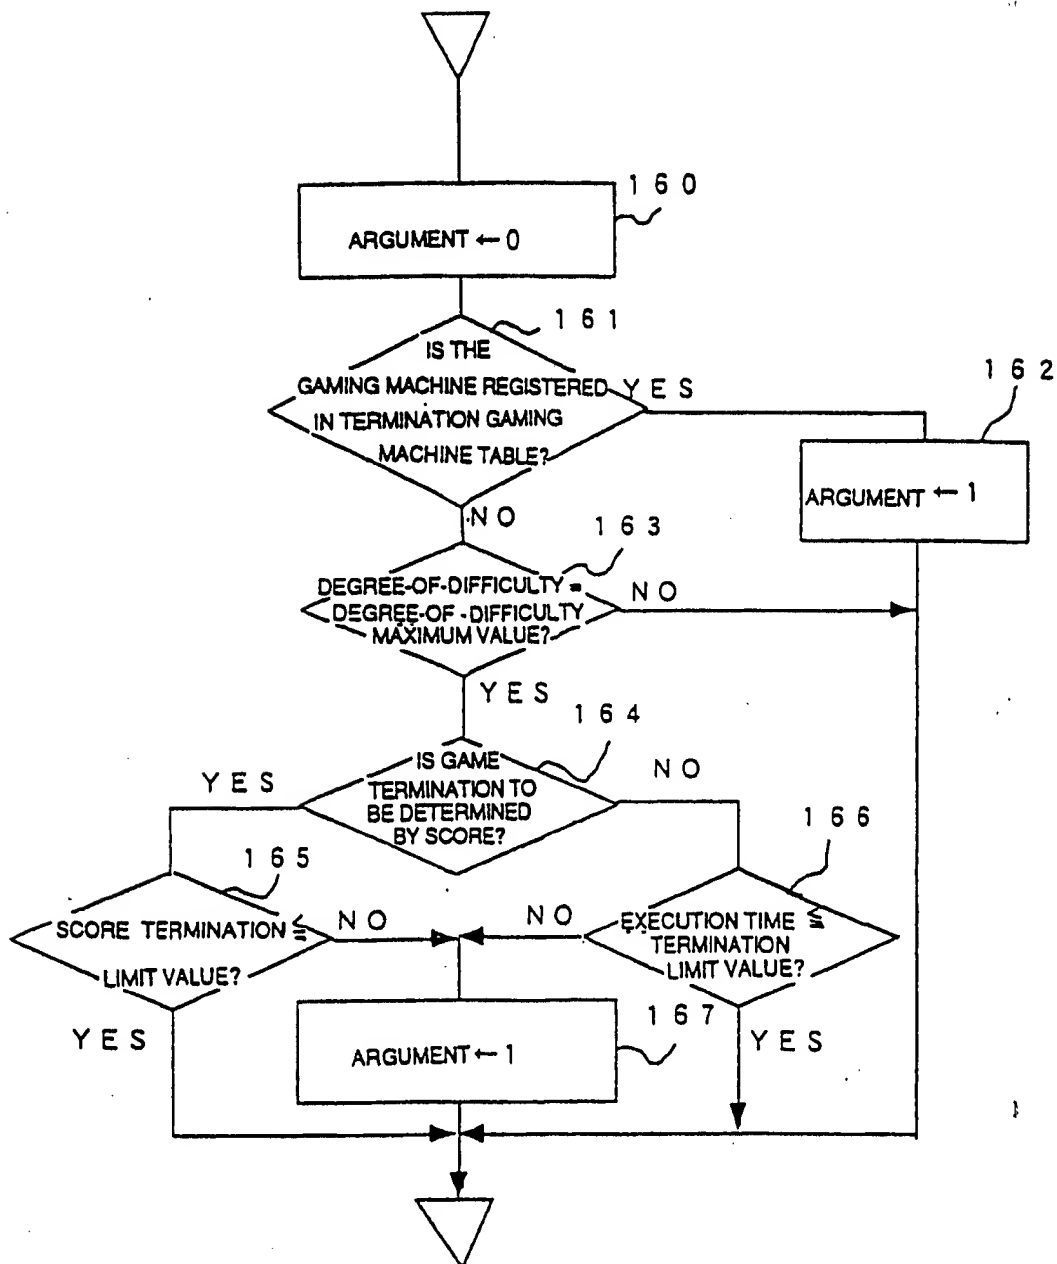 160
ARGUMENT ← 0
161
IS THE
GAMING MACHINE REGISTERED
IN TERMINATION GAMING
MACHINE TABLE?
YES
162
ARGUMENT ← 1
NO
163
DEGREE-OF-DIFFICULTY =
DEGREE-OF-DIFFICULTY
MAXIMUM VALUE?
NO
YES
164
IS GAME
TERMINATION TO
BE DETERMINED
BY SCORE?
YES
NO
165
SCORE TERMINATION ≦
LIMIT VALUE?
NO
YES
166
EXECUTION TIME ≦
TERMINATION
LIMIT VALUE?
NO
YES
167
ARGUMENT ← 1